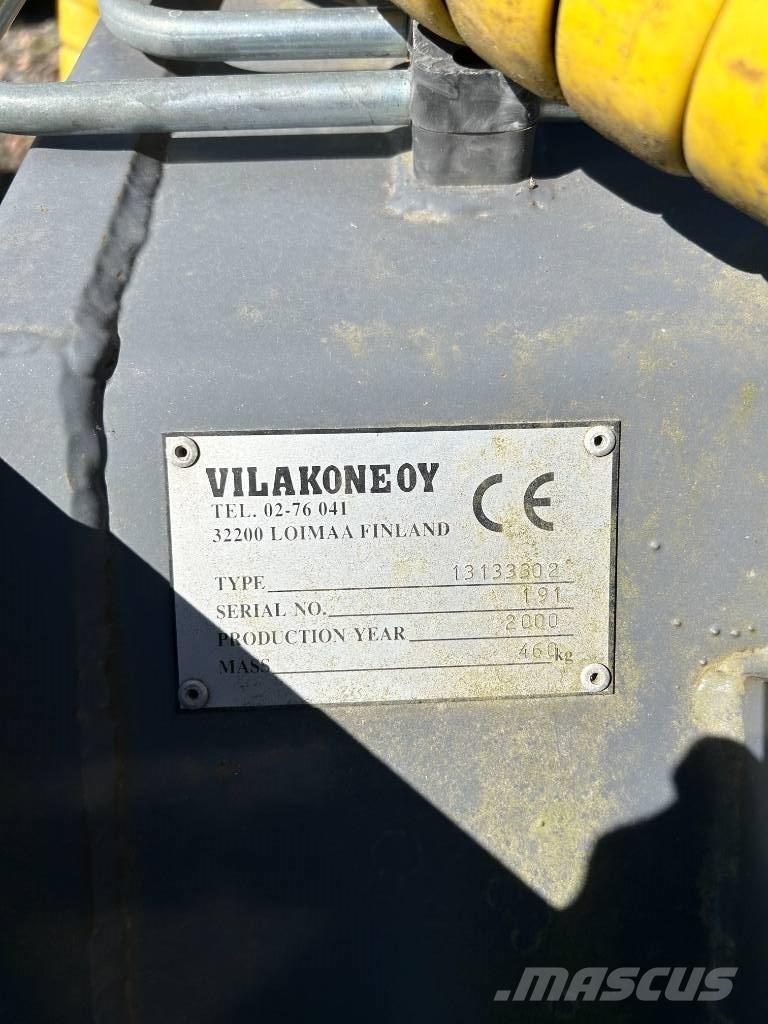 VILAKONE OY
TEL. 02-76 041
32200 LOIMAA FINLAND
CE
TYPE 13133302
SERIAL NO. 191
PRODUCTION YEAR 2000
MASS 460 kg
MASCUS